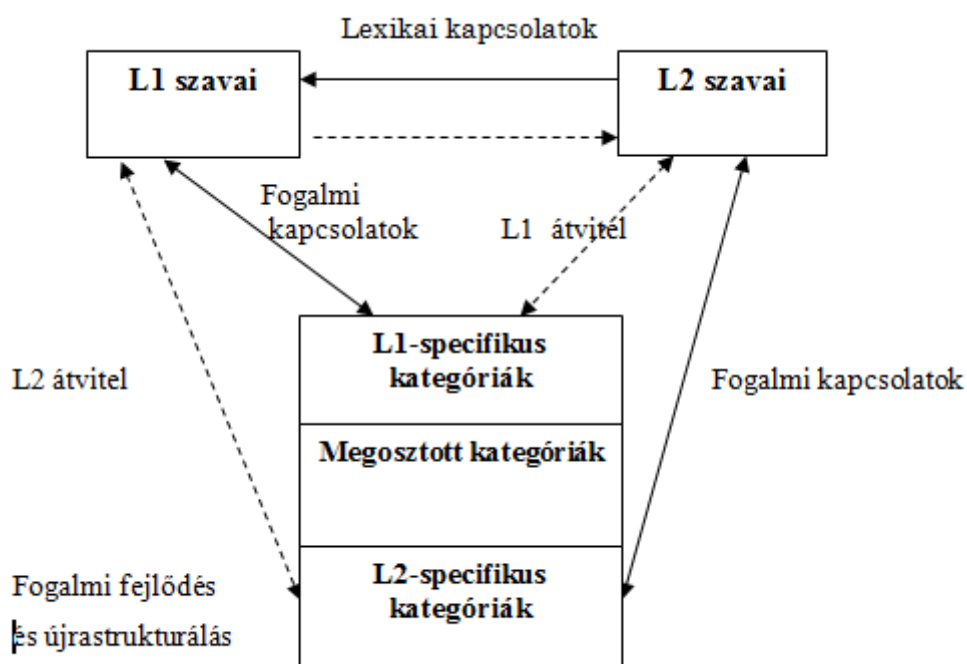 Lexikai kapcsolatok
L1 szavai
L2 szavai
Fogalmi
kapcsolatok
L1 átvitel
L1-specifikus
kategóriák
L2 átvitel
Fogalmi kapcsolatok
Megosztott kategóriák
L2-specifikus
kategóriák
Fogalmi fejlődés
és újrastrukturálás